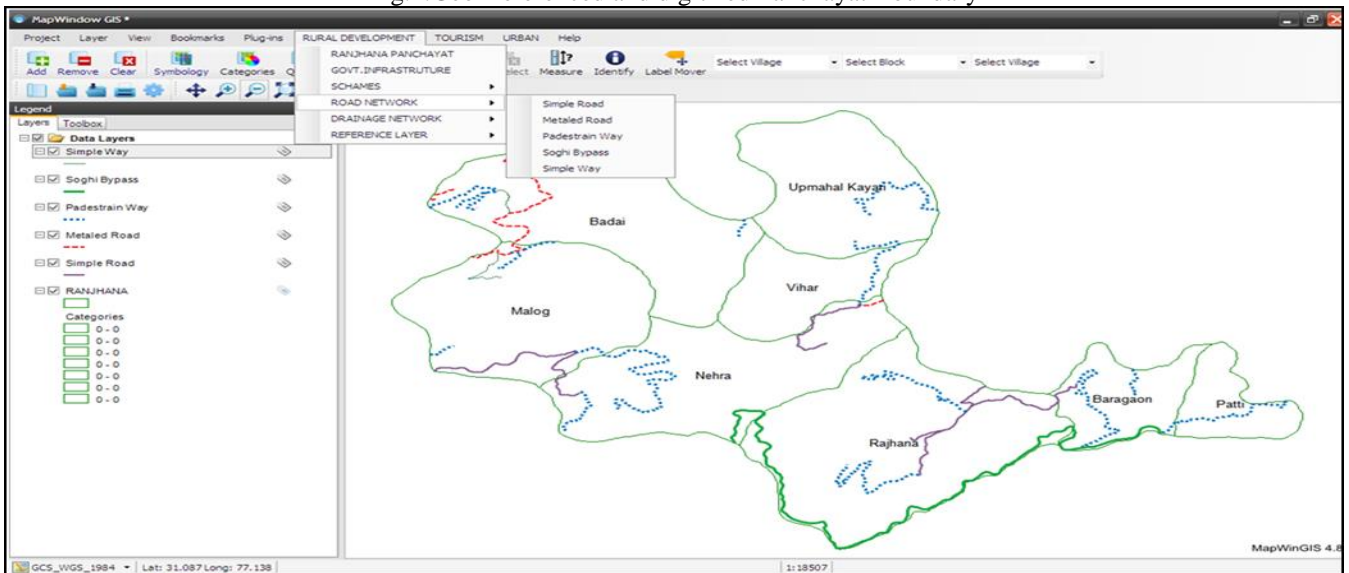 MapWindow GIS *
Project Layer View Bookmarks Plug-ins RURAL DEVELOPMENT TOURISM URBAN Help
Add Remove Clear Symbology Categories Measure Identify Label Mover Select Village Select Block Select Village
RANJHANA PANCHAYAT
GOVT.INFRASTRUTURE
SCHAMES
ROAD NETWORK
DRAINAGE NETWORK
REFERENCE LAYER
Simple Road
Metaled Road
Padestrain Way
Soghi Bypass
Simple Way
Legend
Layers Toolbox
Data Layers
Simple Way
Soghi Bypass
Padestrain Way
Metaled Road
Simple Road
RANJHANA
Categories
0 - 0
0 - 0
0 - 0
0 - 0
0 - 0
0 - 0
0 - 0
Upmahal Kayari
Badai
Vihar
Malog
Nehra
Baragaon
Patti
Rajhana
MapWinGIS 4.8
GCS_WGS_1984 Lat: 31.087 Long: 77.138 1:18507